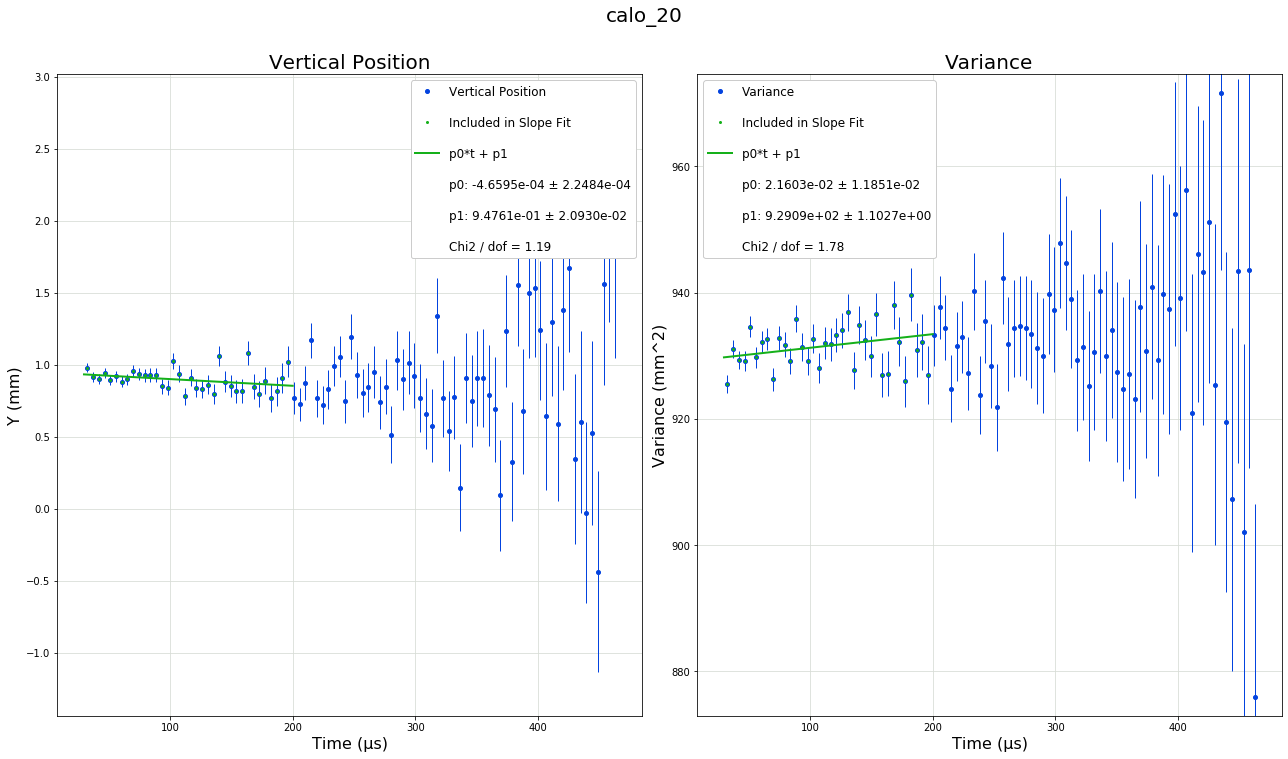 calo_20
Vertical Position
Vertical Position
Included in Slope Fit
p0*t + p1
p0: -4.6595e-04 ± 2.2484e-04
p1: 9.4761e-01 ± 2.0930e-02
Chi2 / dof = 1.19
3.0
2.5
2.0
1.5
1.0
0.5
0.0
−0.5
−1.0
Y (mm)
100
200
300
400
Time (µs)
Variance
Variance
Included in Slope Fit
p0*t + p1
p0: 2.1603e-02 ± 1.1851e-02
p1: 9.2909e+02 ± 1.1027e+00
Chi2 / dof = 1.78
960
940
920
900
880
Variance (mm^2)
100
200
300
400
Time (µs)